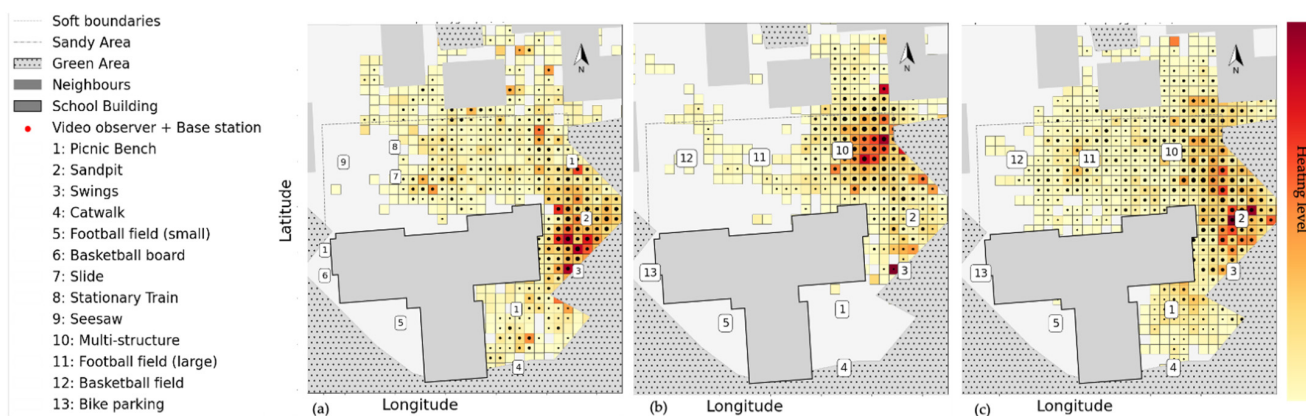 Soft boundaries
Sandy Area
Green Area
Neighbours
School Building
Video observer + Base station
1: Picnic Bench
2: Sandpit
3: Swings
4: Catwalk
5: Football field (small)
6: Basketball board
7: Slide
8: Stationary Train
9: Seesaw
10: Multi-structure
11: Football field (large)
12: Basketball field
13: Bike parking
Latitude
N
8
9
1
7
2
1
6
3
1
5
4
(a)
Longitude
N
10
12
11
2
13
3
1
5
4
(b)
Longitude
N
10
12
11
2
13
3
1
5
4
(c)
Longitude
Heating level